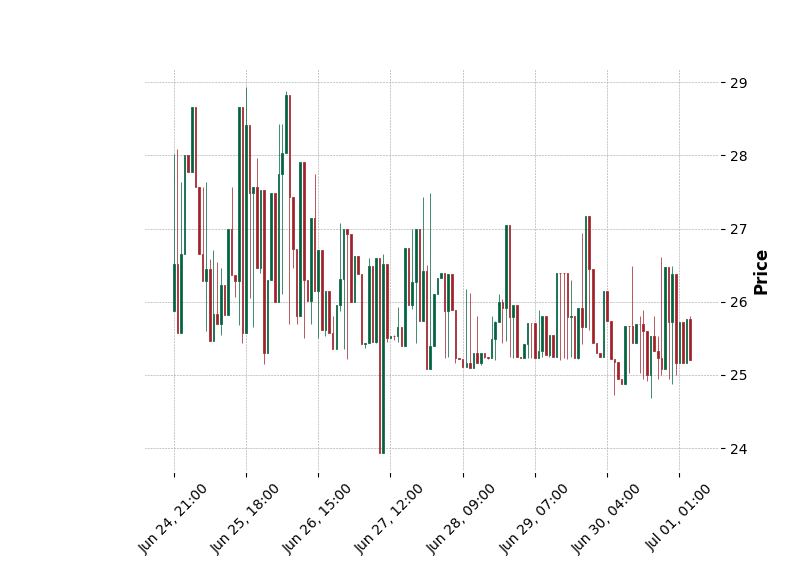 29
28
27
26
25
24
Price
Jun 24, 21:00
Jun 25, 18:00
Jun 26, 15:00
Jun 27, 12:00
Jun 28, 09:00
Jun 29, 07:00
Jun 30, 04:00
Jul 01, 01:00